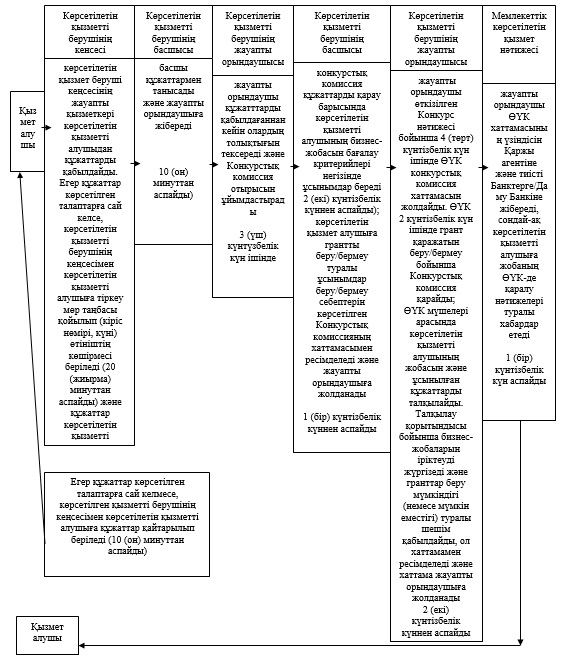 Қыз
мет
алу
шы
Көрсетілетін
қызметті
берушінің
кеңсесі
көрсетілетін
қызмет беруші
кеңсесінің
жауапты
қызметкері
көрсетілетін
қызметті
алушыдан
құжаттарды
қабылдайды.
Егер құжаттар
көрсетілген
талаптарға сай
келсе,
көрсетілетін
қызметті
берушінің
кеңсесімен
көрсетілетін
қызметті
алушыға тіркеу
мөр таңбасы
қойылып (кіріс
нөмірі, күні)
өтініштің
көшірмесі
беріледі (20
(жиырма)
минуттан
аспайды) және
құжаттар
көрсетілетін
қызметті
Көрсетілетін
қызметті
берушінің
басшысы
басшы
құжаттармен
танысады
және жауапты
орындаушыға
жібереді
10 (он)
минуттан
аспайды)
Көрсетілетін
қызметті
берушінің
жауапты
орындаушысы
жауапты
орындаушы
құжаттарды
қабылдағаннан
кейін олардың
толықтығын
тексереді және
Конкурстық
комиссия
отырысын
ұйымдастырад
ы
3 (үш)
күнтүзбелік
күн ішінде
Көрсетілетін
қызметті
берушінің
басшысы
конкурстық
комиссия
құжаттарды қарау
барысында
көрсетілетін
қызметті
алушының бизнес-
жобасын бағалау
критерийлері
негізінде
ұсынымдар береді
2 (екі) күнтізбелік
күннен аспайды);
көрсетілетін
қызмет алушыға
грантты
беру/бермеу
туралы
ұсынымдар
беру/бермеу
себептерін
көрсетілген
Конкурстық
комиссияның
хаттамасымен
ресімделеді және
жауапты
орындаушыға
жолданады
1 (бір) күнтізбелік
күннен аспайды
Көрсетілетін
қызметті
берушінің
жауапты
орындаушысы
жауапты
орындаушы
өткізілген
Конкурс
нәтижесі
бойынша 4 (төрт)
күнтізбелік күн
ішінде ӨҮК
конкурстық
комиссия
хаттамасын
жолдайды. ӨҮК
2 күнтізбелік күн
ішінде грант
қаражатын
беру/бермеу
бойынша
Конкурстық
комиссия
қарайды;
ӨҮК мүшелері
арасында
көрсетілетін
қызметті
алушының
жобасын және
ұсынылған
құжаттарды
талқылайды.
Талқылау
қорытындысы
бойынша бизнес-
жобаларын
іріктеуді
жүргізеді және
гранттар беру
мүмкіндігі
(немесе мүмкін
еместігі) туралы
шешім
қабылдайды, ол
хаттамамен
ресімделеді және
хаттама жауапты
орындаушыға
жолданады
2 (екі)
күнтізбелік
күннен аспайды
Мемлекеттік
көрсетілетін
қызмет
нәтижесі
жауапты
орындаушы
ӨҮК
хаттамасыны
ң үзіндісін
Қаржы
агентіне
және тиісті
Банктерге/Да
му Банкіне
жібереді,
сондай-ақ
көрсетілетін
қызметті
алушыға
жобаның
ӨҮК-де
қаралу
нәтижелері
туралы
хабардар
етеді
1 (бір)
күнтізбелік
күн аспайды
Егер құжаттар көрсетілген
талаптарға сай келмесе,
көрсетілген қызметті берушінің
кеңсесімен көрсетілетін қызметті
алушыға құжаттар қайтарылып
беріледі (10 (он) минуттан
аспайды)
Қызмет
алушы